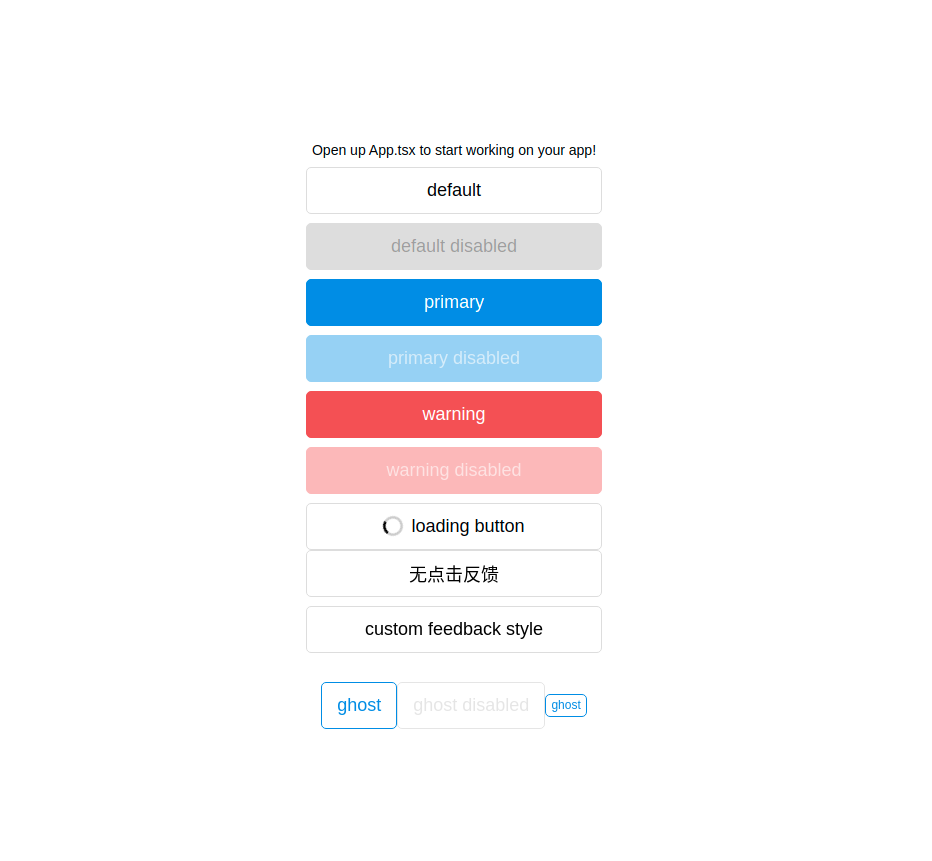 Open up App.tsx to start working on your app!
default
default disabled
primary
primary disabled
warning
warning disabled
loading button
无点击反馈
custom feedback style
ghost ghost disabled ghost